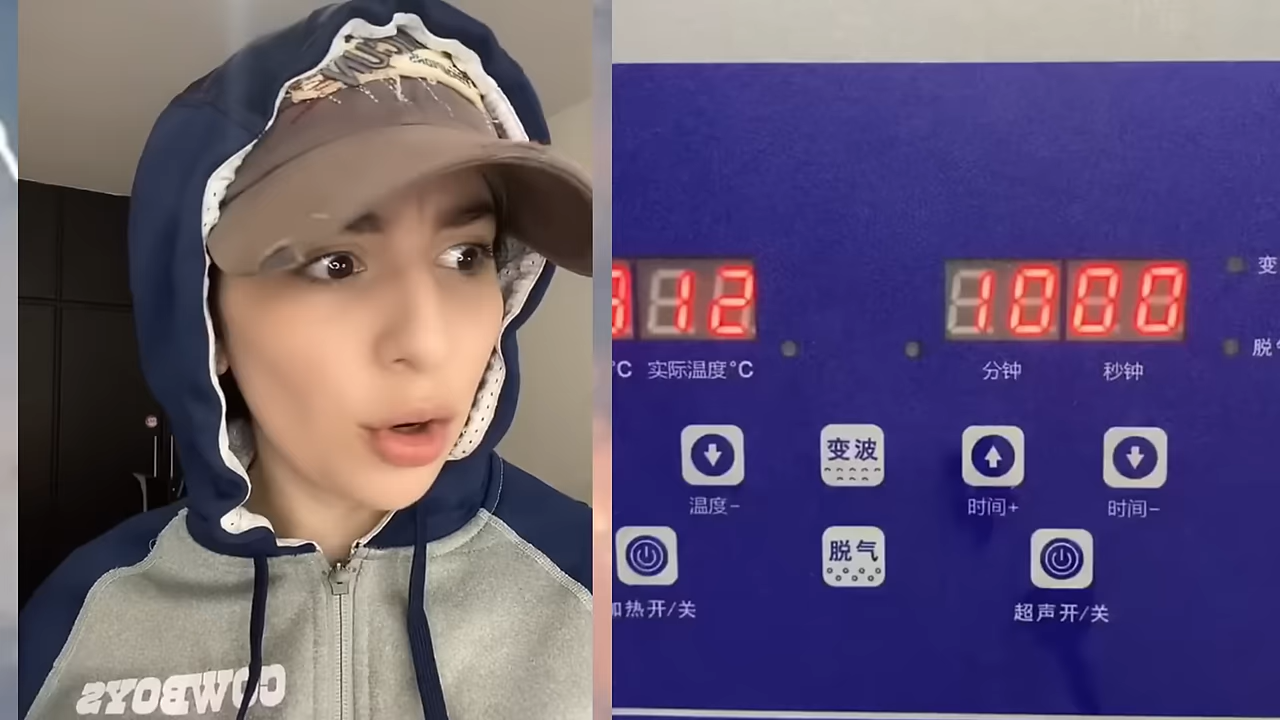 COWBOYS
12
1000
变
°C 实际温度°C
分钟
秒钟
脱气
变波
温度-
时间+
时间-
脱气
加热开/关
超声开/关